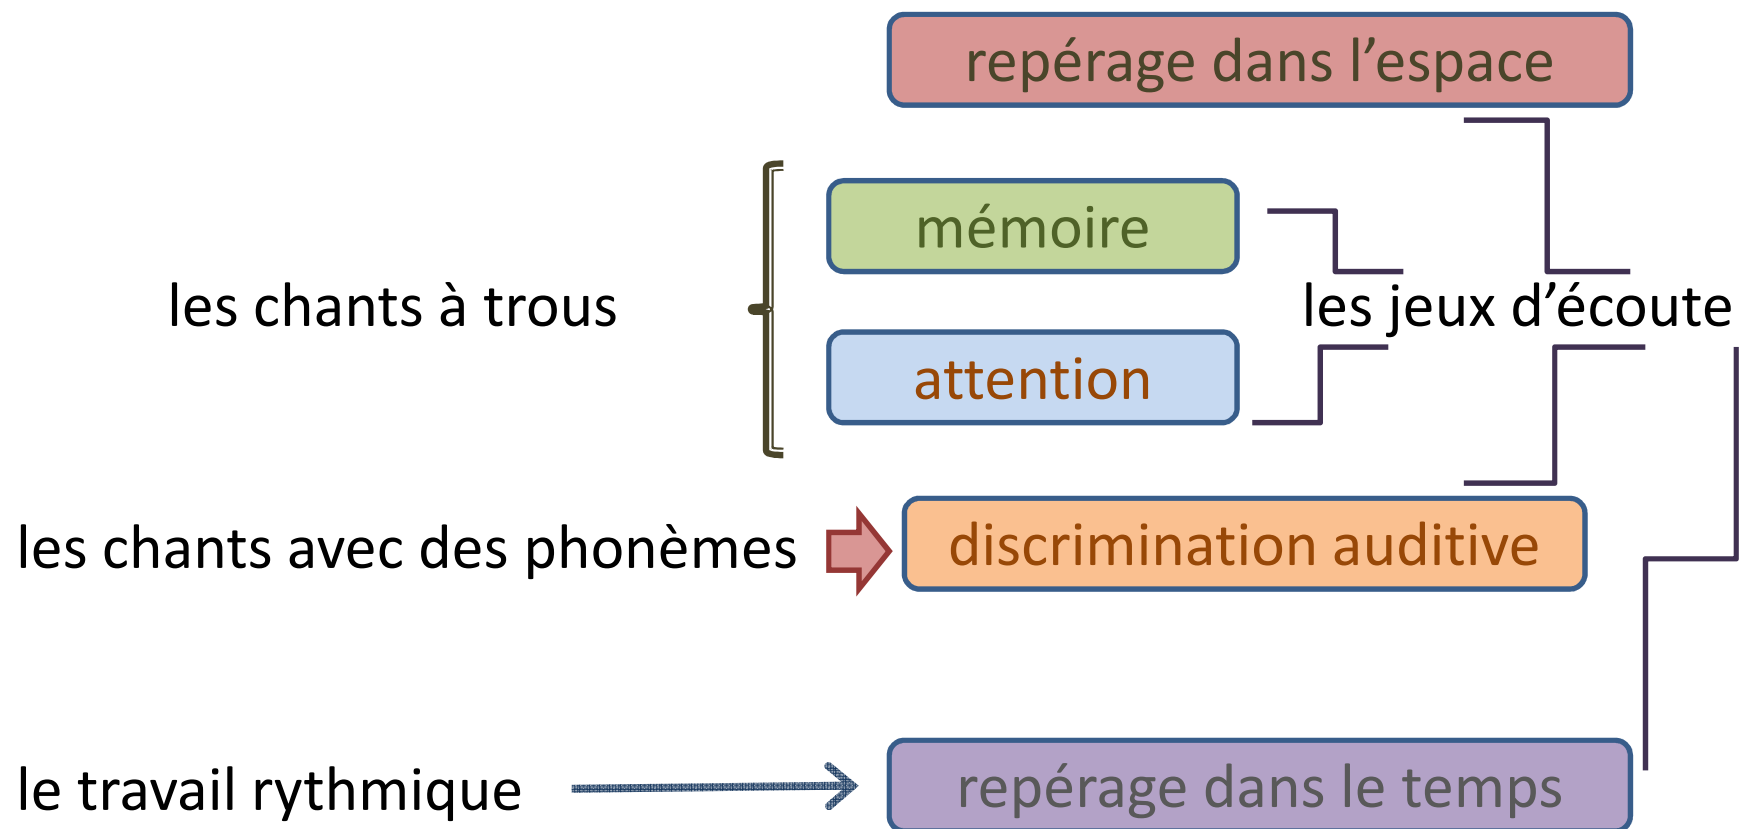 repérage dans l’espace
mémoire
les chants à trous
les jeux d’écoute
attention
les chants avec des phonèmes
discrimination auditive
le travail rythmique
repérage dans le temps